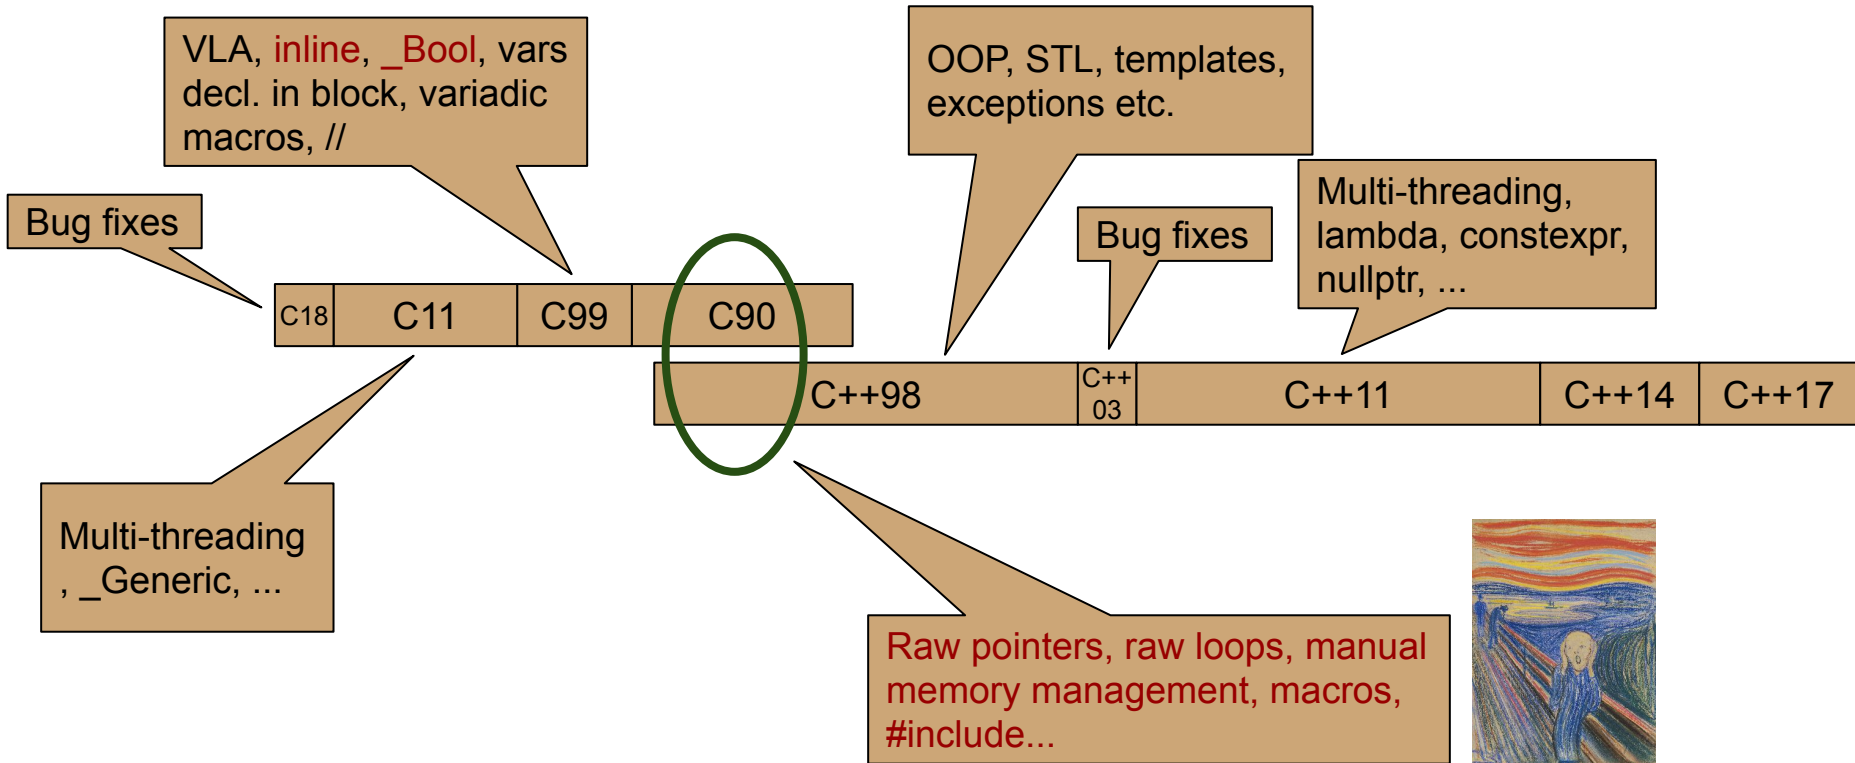 VLA, inline, _Bool, vars
decl. in block, variadic
macros, //
OOP, STL, templates,
exceptions etc.
Bug fixes
Bug fixes
Multi-threading,
lambda, constexpr,
nullptr, ...
C18
C11
C99
C90
C++98
C++
03
C++11
C++14
C++17
Multi-threading
, _Generic, ...
Raw pointers, raw loops, manual
memory management, macros,
#include...